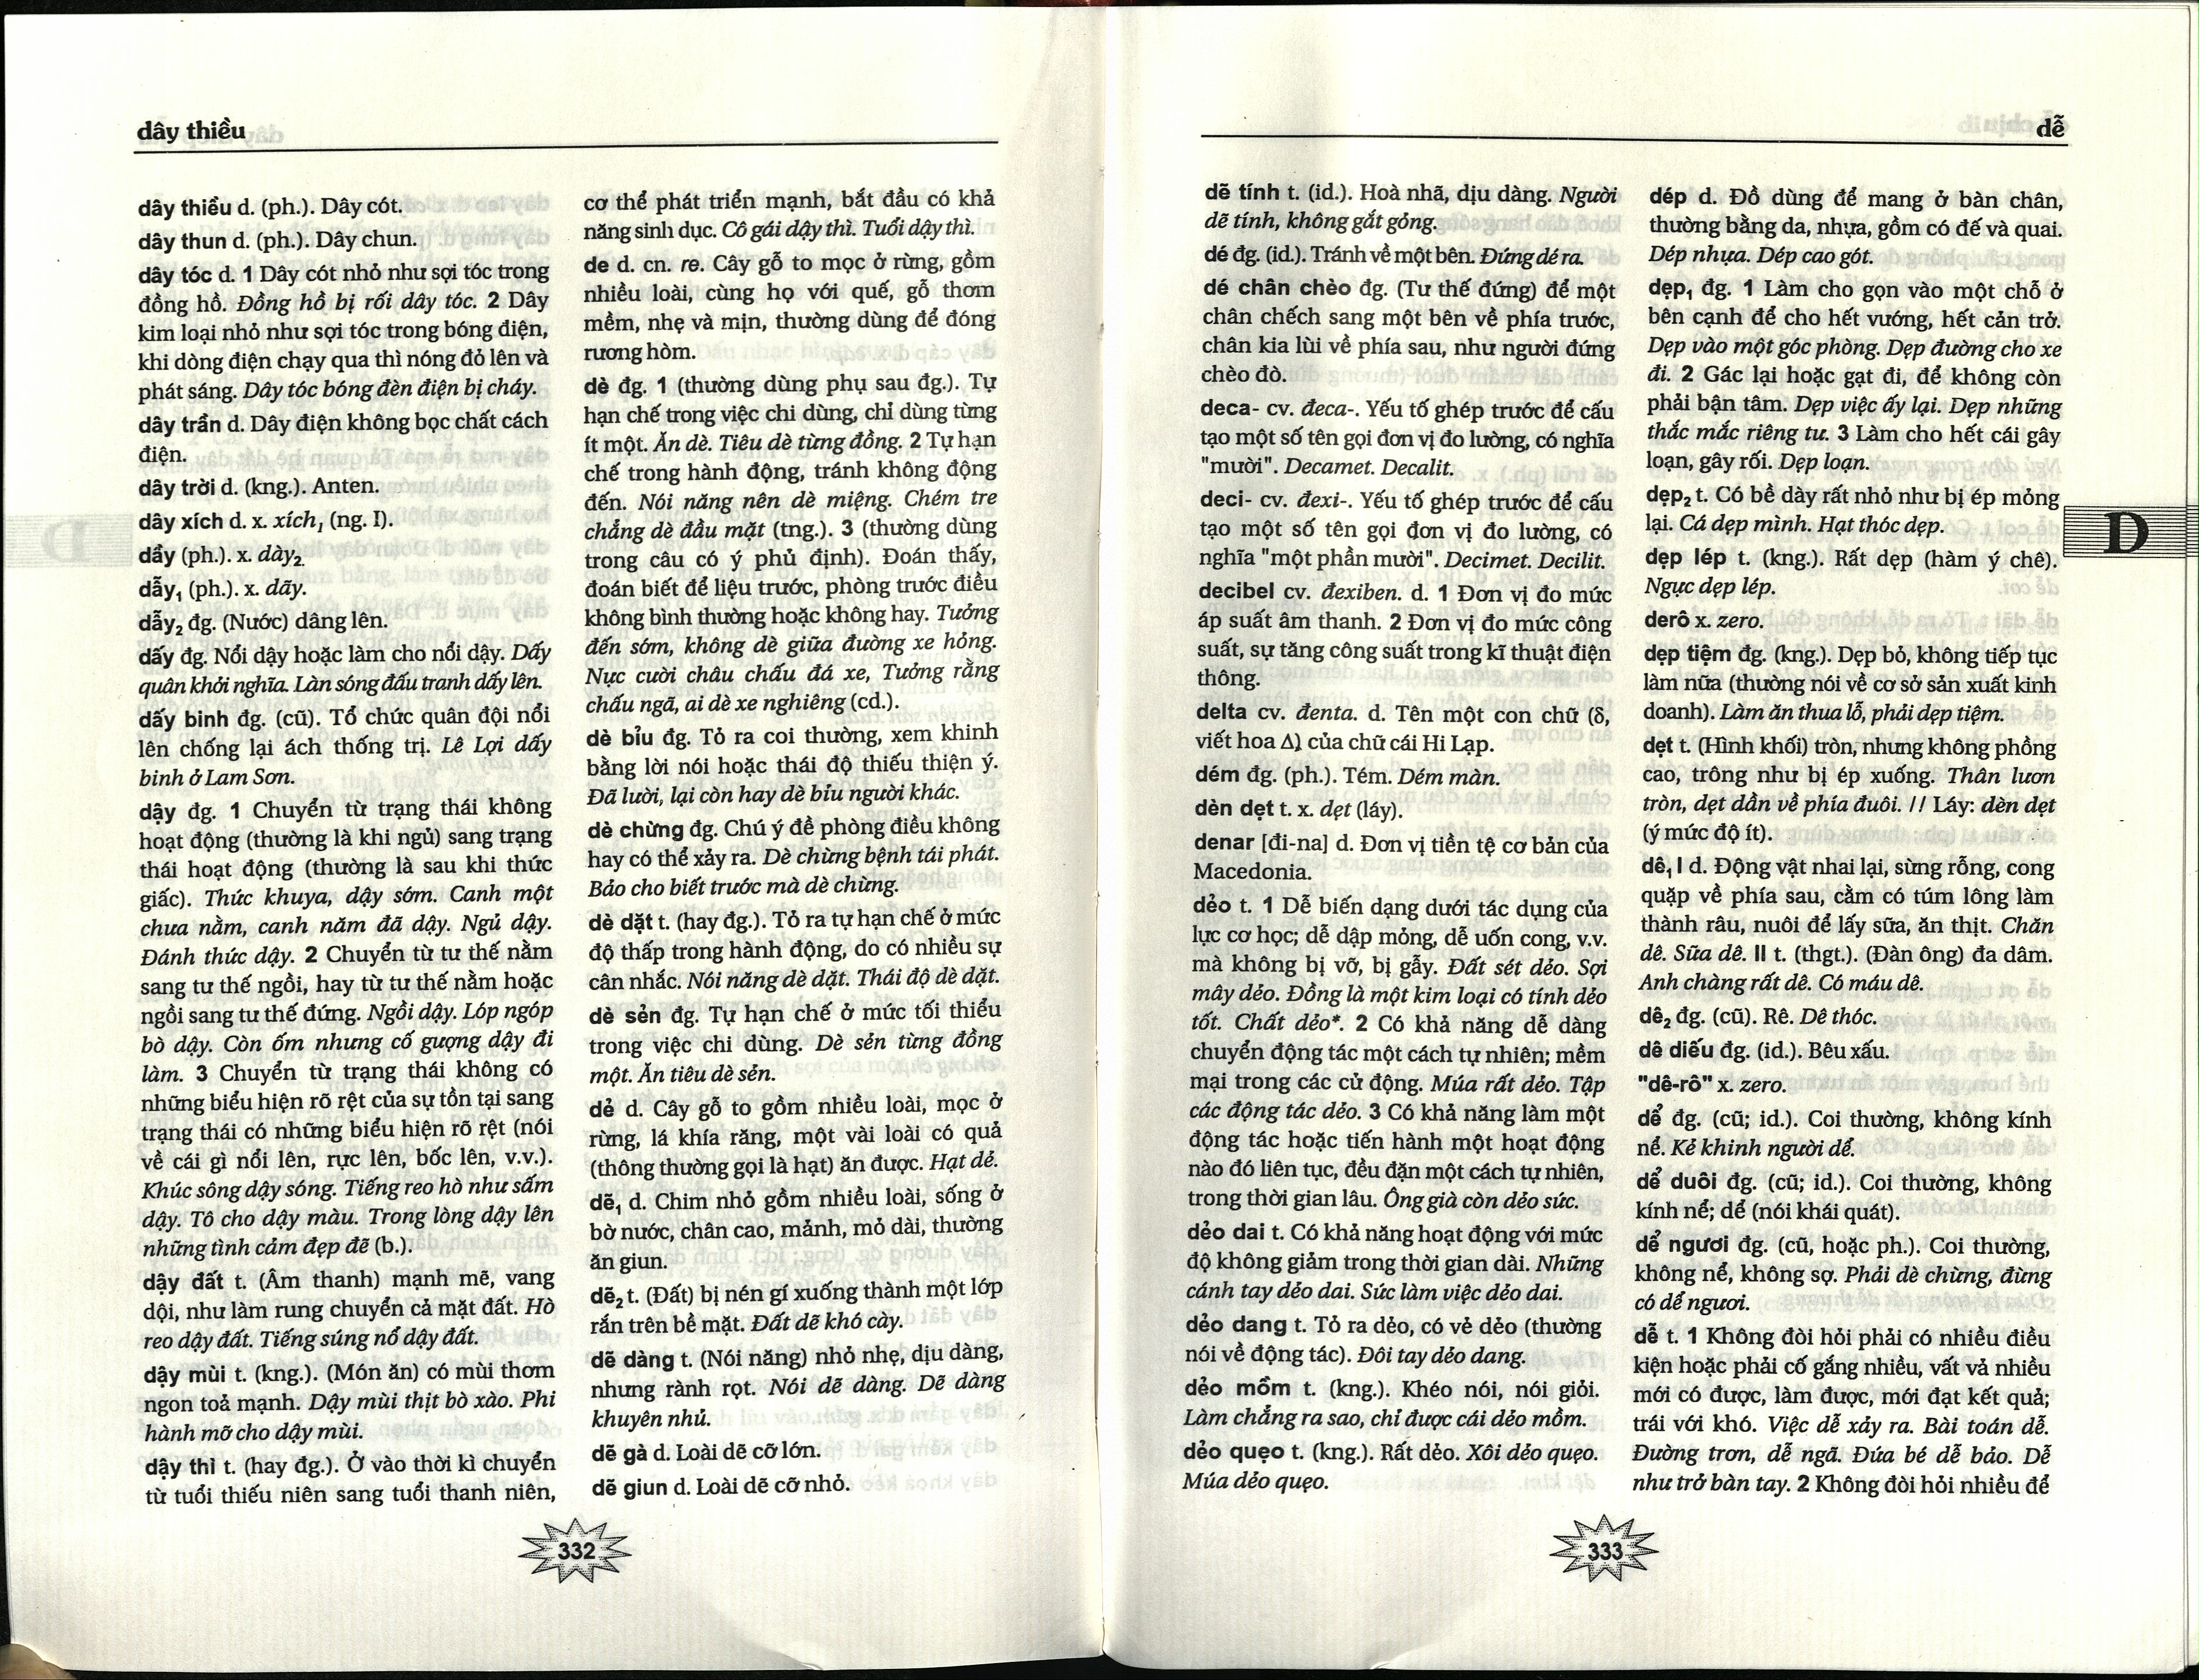 dây thiều
dây thiều d. (ph.). Dây cót.
dây thun d. (ph.). Dây chun.
dây tóc d. 1 Dây cót nhỏ như sợi tóc trong
đồng hồ. Đồng hồ bị rối dây tóc. 2 Dây
kim loại nhỏ như sợi tóc trong bóng điện,
khi dòng điện chạy qua thì nóng đỏ lên và
phát sáng. Dây tóc bóng đèn điện bị cháy.
dây trần d. Dây điện không bọc chất cách
điện.
dây trời d. (kng.). Anten.
dây xích d. x. xích₁ (ng. I).
dẩy (ph.). x. dày₂.
dẫy₁ (ph.). x. dãy.
dẫy₂ đg. (Nước) dâng lên.
dấy đg. Nổi dậy hoặc làm cho nổi dậy. Dấy
quân khởi nghĩa. Làn sóng đấu tranh dấy lên.
dấy binh đg. (cũ). Tổ chức quân đội nổi
lên chống lại ách thống trị. Lê Lợi dấy
binh ở Lam Sơn.
dậy đg. 1 Chuyển từ trạng thái không
hoạt động (thường là khi ngủ) sang trạng
thái hoạt động (thường là sau khi thức
giấc). Thức khuya, dậy sớm. Canh một
chưa nằm, canh năm đã dậy. Ngủ dậy.
Đánh thức dậy. 2 Chuyển từ tư thế nằm
sang tư thế ngồi, hay từ tư thế nằm hoặc
ngồi sang tư thế đứng. Ngồi dậy. Lóp ngóp
bò dậy. Còn ốm nhưng cố gượng dậy đi
làm. 3 Chuyển từ trạng thái không có
những biểu hiện rõ rệt của sự tồn tại sang
trạng thái có những biểu hiện rõ rệt (nói
về cái gì nổi lên, rực lên, bốc lên, v.v.).
Khúc sông dậy sóng. Tiếng reo hò như sấm
dậy. Tô cho dậy màu. Trong lòng dậy lên
những tình cảm đẹp đẽ (b.).
dậy đất t. (Âm thanh) mạnh mẽ, vang
dội, như làm rung chuyển cả mặt đất. Hò
reo dậy đất. Tiếng súng nổ dậy đất.
dậy mùi t. (kng.). (Món ăn) có mùi thơm
ngon toả mạnh. Dậy mùi thịt bò xào. Phi
hành mỡ cho dậy mùi.
dậy thì t. (hay đg.). Ở vào thời kì chuyển
từ tuổi thiếu niên sang tuổi thanh niên,
cơ thể phát triển mạnh, bắt đầu có khả
năng sinh dục. Cô gái dậy thì. Tuổi dậy thì.
de d. cn. re. Cây gỗ to mọc ở rừng, gồm
nhiều loài, cùng họ với quế, gỗ thơm
mềm, nhẹ và mịn, thường dùng để đóng
rương hòm.
dè đg. 1 (thường dùng phụ sau đg.). Tự
hạn chế trong việc chi dùng, chỉ dùng từng
ít một. Ăn dè. Tiêu dè từng đồng. 2 Tự hạn
chế trong hành động, tránh không động
đến. Nói năng nên dè miệng. Chém tre
chẳng dè đầu mặt (tng.). 3 (thường dùng
trong câu có ý phủ định). Đoán thấy,
đoán biết để liệu trước, phòng trước điều
không bình thường hoặc không hay. Tưởng
đến sớm, không dè giữa đường xe hỏng.
Nực cười châu chấu đá xe, Tưởng rằng
chấu ngã, ai dè xe nghiêng (cd.).
dè bỉu đg. Tỏ ra coi thường, xem khinh
bằng lời nói hoặc thái độ thiếu thiện ý.
Đã lười, lại còn hay dè bỉu người khác.
dè chừng đg. Chú ý đề phòng điều không
hay có thể xảy ra. Dè chừng bệnh tái phát.
Bảo cho biết trước mà dè chừng.
dè dặt t. (hay đg.). Tỏ ra tự hạn chế ở mức
độ thấp trong hành động, do có nhiều sự
cân nhắc. Nói năng dè dặt. Thái độ dè dặt.
dè sẻn đg. Tự hạn chế ở mức tối thiểu
trong việc chi dùng. Dè sẻn từng đồng
một. Ăn tiêu dè sẻn.
dẻ d. Cây gỗ to gồm nhiều loài, mọc ở
rừng, lá khía răng, một vài loài có quả
(thông thường gọi là hạt) ăn được. Hạt dẻ.
dẽ₁ d. Chim nhỏ gồm nhiều loài, sống ở
bờ nước, chân cao, mảnh, mỏ dài, thường
ăn giun.
dẽ₂ t. (Đất) bị nén gí xuống thành một lớp
rắn trên bề mặt. Đất dẽ khó cày.
dẽ dàng t. (Nói năng) nhỏ nhẹ, dịu dàng,
nhưng rành rọt. Nói dẽ dàng. Dẽ dàng
khuyên nhủ.
dẽ gà d. Loài dẽ cỡ lớn.
dẽ giun d. Loài dẽ cỡ nhỏ.
332
dễ
dẽ tính t. (id.). Hoà nhã, dịu dàng. Người
dẽ tính, không gắt gỏng.
dé đg. (id.). Tránh về một bên. Đứng dé ra.
dé chân chèo đg. (Tư thế đứng) để một
chân chếch sang một bên về phía trước,
chân kia lùi về phía sau, như người đứng
chèo đò.
deca- cv. đeca-. Yếu tố ghép trước để cấu
tạo một số tên gọi đơn vị đo lường, có nghĩa
"mười". Decamet. Decalit.
deci- cv. đexi-. Yếu tố ghép trước để cấu
tạo một số tên gọi đơn vị đo lường, có
nghĩa "một phần mười". Decimet. Decilit.
decibel cv. đexiben. d. 1 Đơn vị đo mức
áp suất âm thanh. 2 Đơn vị đo mức công
suất, sự tăng công suất trong kĩ thuật điện
thông.
delta cv. đenta. d. Tên một con chữ (δ,
viết hoa Δ) của chữ cái Hi Lạp.
dém đg. (ph.). Tém. Dém màn.
dèn dẹt t. x. dẹt (láy).
denar [đi-na] d. Đơn vị tiền tệ cơ bản của
Macedonia.
dẻo t. 1 Dễ biến dạng dưới tác dụng của
lực cơ học; dễ dập mỏng, dễ uốn cong, v.v.
mà không bị vỡ, bị gẫy. Đất sét dẻo. Sợi
mây dẻo. Đồng là một kim loại có tính dẻo
tốt. Chất dẻo*. 2 Có khả năng dễ dàng
chuyển động tác một cách tự nhiên; mềm
mại trong các cử động. Múa rất dẻo. Tập
các động tác dẻo. 3 Có khả năng làm một
động tác hoặc tiến hành một hoạt động
nào đó liên tục, đều đặn một cách tự nhiên,
trong thời gian lâu. Ông già còn dẻo sức.
dẻo dai t. Có khả năng hoạt động với mức
độ không giảm trong thời gian dài. Những
cánh tay dẻo dai. Sức làm việc dẻo dai.
dẻo dang t. Tỏ ra dẻo, có vẻ dẻo (thường
nói về động tác). Đôi tay dẻo dang.
dẻo mồm t. (kng.). Khéo nói, nói giỏi.
Làm chẳng ra sao, chỉ được cái dẻo mồm.
dẻo quẹo t. (kng.). Rất dẻo. Xôi dẻo quẹo.
Múa dẻo quẹo.
dép d. Đồ dùng để mang ở bàn chân,
thường bằng da, nhựa, gồm có đế và quai.
Dép nhựa. Dép cao gót.
dẹp₁ đg. 1 Làm cho gọn vào một chỗ ở
bên cạnh để cho hết vướng, hết cản trở.
Dẹp vào một góc phòng. Dẹp đường cho xe
đi. 2 Gác lại hoặc gạt đi, để không còn
phải bận tâm. Dẹp việc ấy lại. Dẹp những
thắc mắc riêng tư. 3 Làm cho hết cái gây
loạn, gây rối. Dẹp loạn.
dẹp₂ t. Có bề dày rất nhỏ như bị ép mỏng
lại. Cá dẹp mình. Hạt thóc dẹp.
dẹp lép t. (kng.). Rất dẹp (hàm ý chê).
Ngực dẹp lép.
derô x. zero.
dẹp tiệm đg. (kng.). Dẹp bỏ, không tiếp tục
làm nữa (thường nói về cơ sở sản xuất kinh
doanh). Làm ăn thua lỗ, phải dẹp tiệm.
dẹt t. (Hình khối) tròn, nhưng không phồng
cao, trông như bị ép xuống. Thân lươn
tròn, dẹt dần về phía đuôi. // Láy: dèn dẹt
(ý mức độ ít).
dê₁ I d. Động vật nhai lại, sừng rỗng, cong
quặp về phía sau, cằm có túm lông làm
thành râu, nuôi để lấy sữa, ăn thịt. Chăn
dê. Sữa dê. II t. (thgt.). (Đàn ông) đa dâm.
Anh chàng rất dê. Có máu dê.
dê₂ đg. (cũ). Rê. Dê thóc.
dê diếu đg. (id.). Bêu xấu.
"dê-rô" x. zero.
dể đg. (cũ; id.). Coi thường, không kính
nể. Kẻ khinh người dể.
dể duôi đg. (cũ; id.). Coi thường, không
kính nể; dể (nói khái quát).
dể ngươi đg. (cũ, hoặc ph.). Coi thường,
không nể, không sợ. Phải dè chừng, đừng
có dể ngươi.
dễ t. 1 Không đòi hỏi phải có nhiều điều
kiện hoặc phải cố gắng nhiều, vất vả nhiều
mới có được, làm được, mới đạt kết quả;
trái với khó. Việc dễ xảy ra. Bài toán dễ.
Đường trơn, dễ ngã. Đứa bé dễ bảo. Dễ
như trở bàn tay. 2 Không đòi hỏi nhiều để
D
333